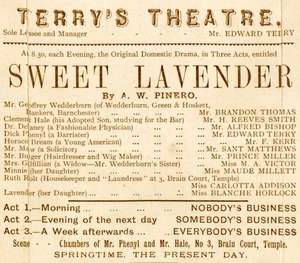 TERRY'S THEATRE.
Sole Lessee and Manager Mr. EDWARD TERRY
At 8.30, each Evening, the Original Domestic Drama, in Three Acts, entitled
SWEET LAVENDER
By A. W. PINERO.
Mr. Geoffrey Wedderburn (of Wedderburn, Green & Hoskett,
Bankers, Barnchester) Mr. BRANDON THOMAS
Clement Hale (his Adopted Son, studying for the Bar) Mr. H. REEVES SMITH
Dr. Delaney (a Fashionable Physician) Mr. ALFRED BISHOP
Dick Phenyl (a Barrister) Mr. EDWARD TERRY
Horace Bream (a Young American) Mr. F. KERR
Mr. Maw (a Solicitor) Mr. SANT MATTHEWS
Mr. Bulger (Hairdresser and Wig Maker) Mr. PRINCE MILLER
Mrs. Gilfillian (a Widow—Mr. Wedderburn's Sister) Miss M. A. VICTOR
Minnie (her Daughter) Miss MAUDE MILLETT
Ruth Rolt (Housekeeper and "Laundress" at 3, Brain Court, Temple)
Miss CARLOTTA ADDISON
Lavender (her Daughter) Miss BLANCHE HORLOCK
Act 1.—Morning NOBODY'S BUSINESS
Act 2.—Evening of the next day SOMEBODY'S BUSINESS
Act 3.—A Week afterwards EVERYBODY'S BUSINESS
Scene - Chambers of Mr. Phenyl and Mr. Hale, No 3, Brain Court, Temple.
SPRINGTIME. THE PRESENT DAY.